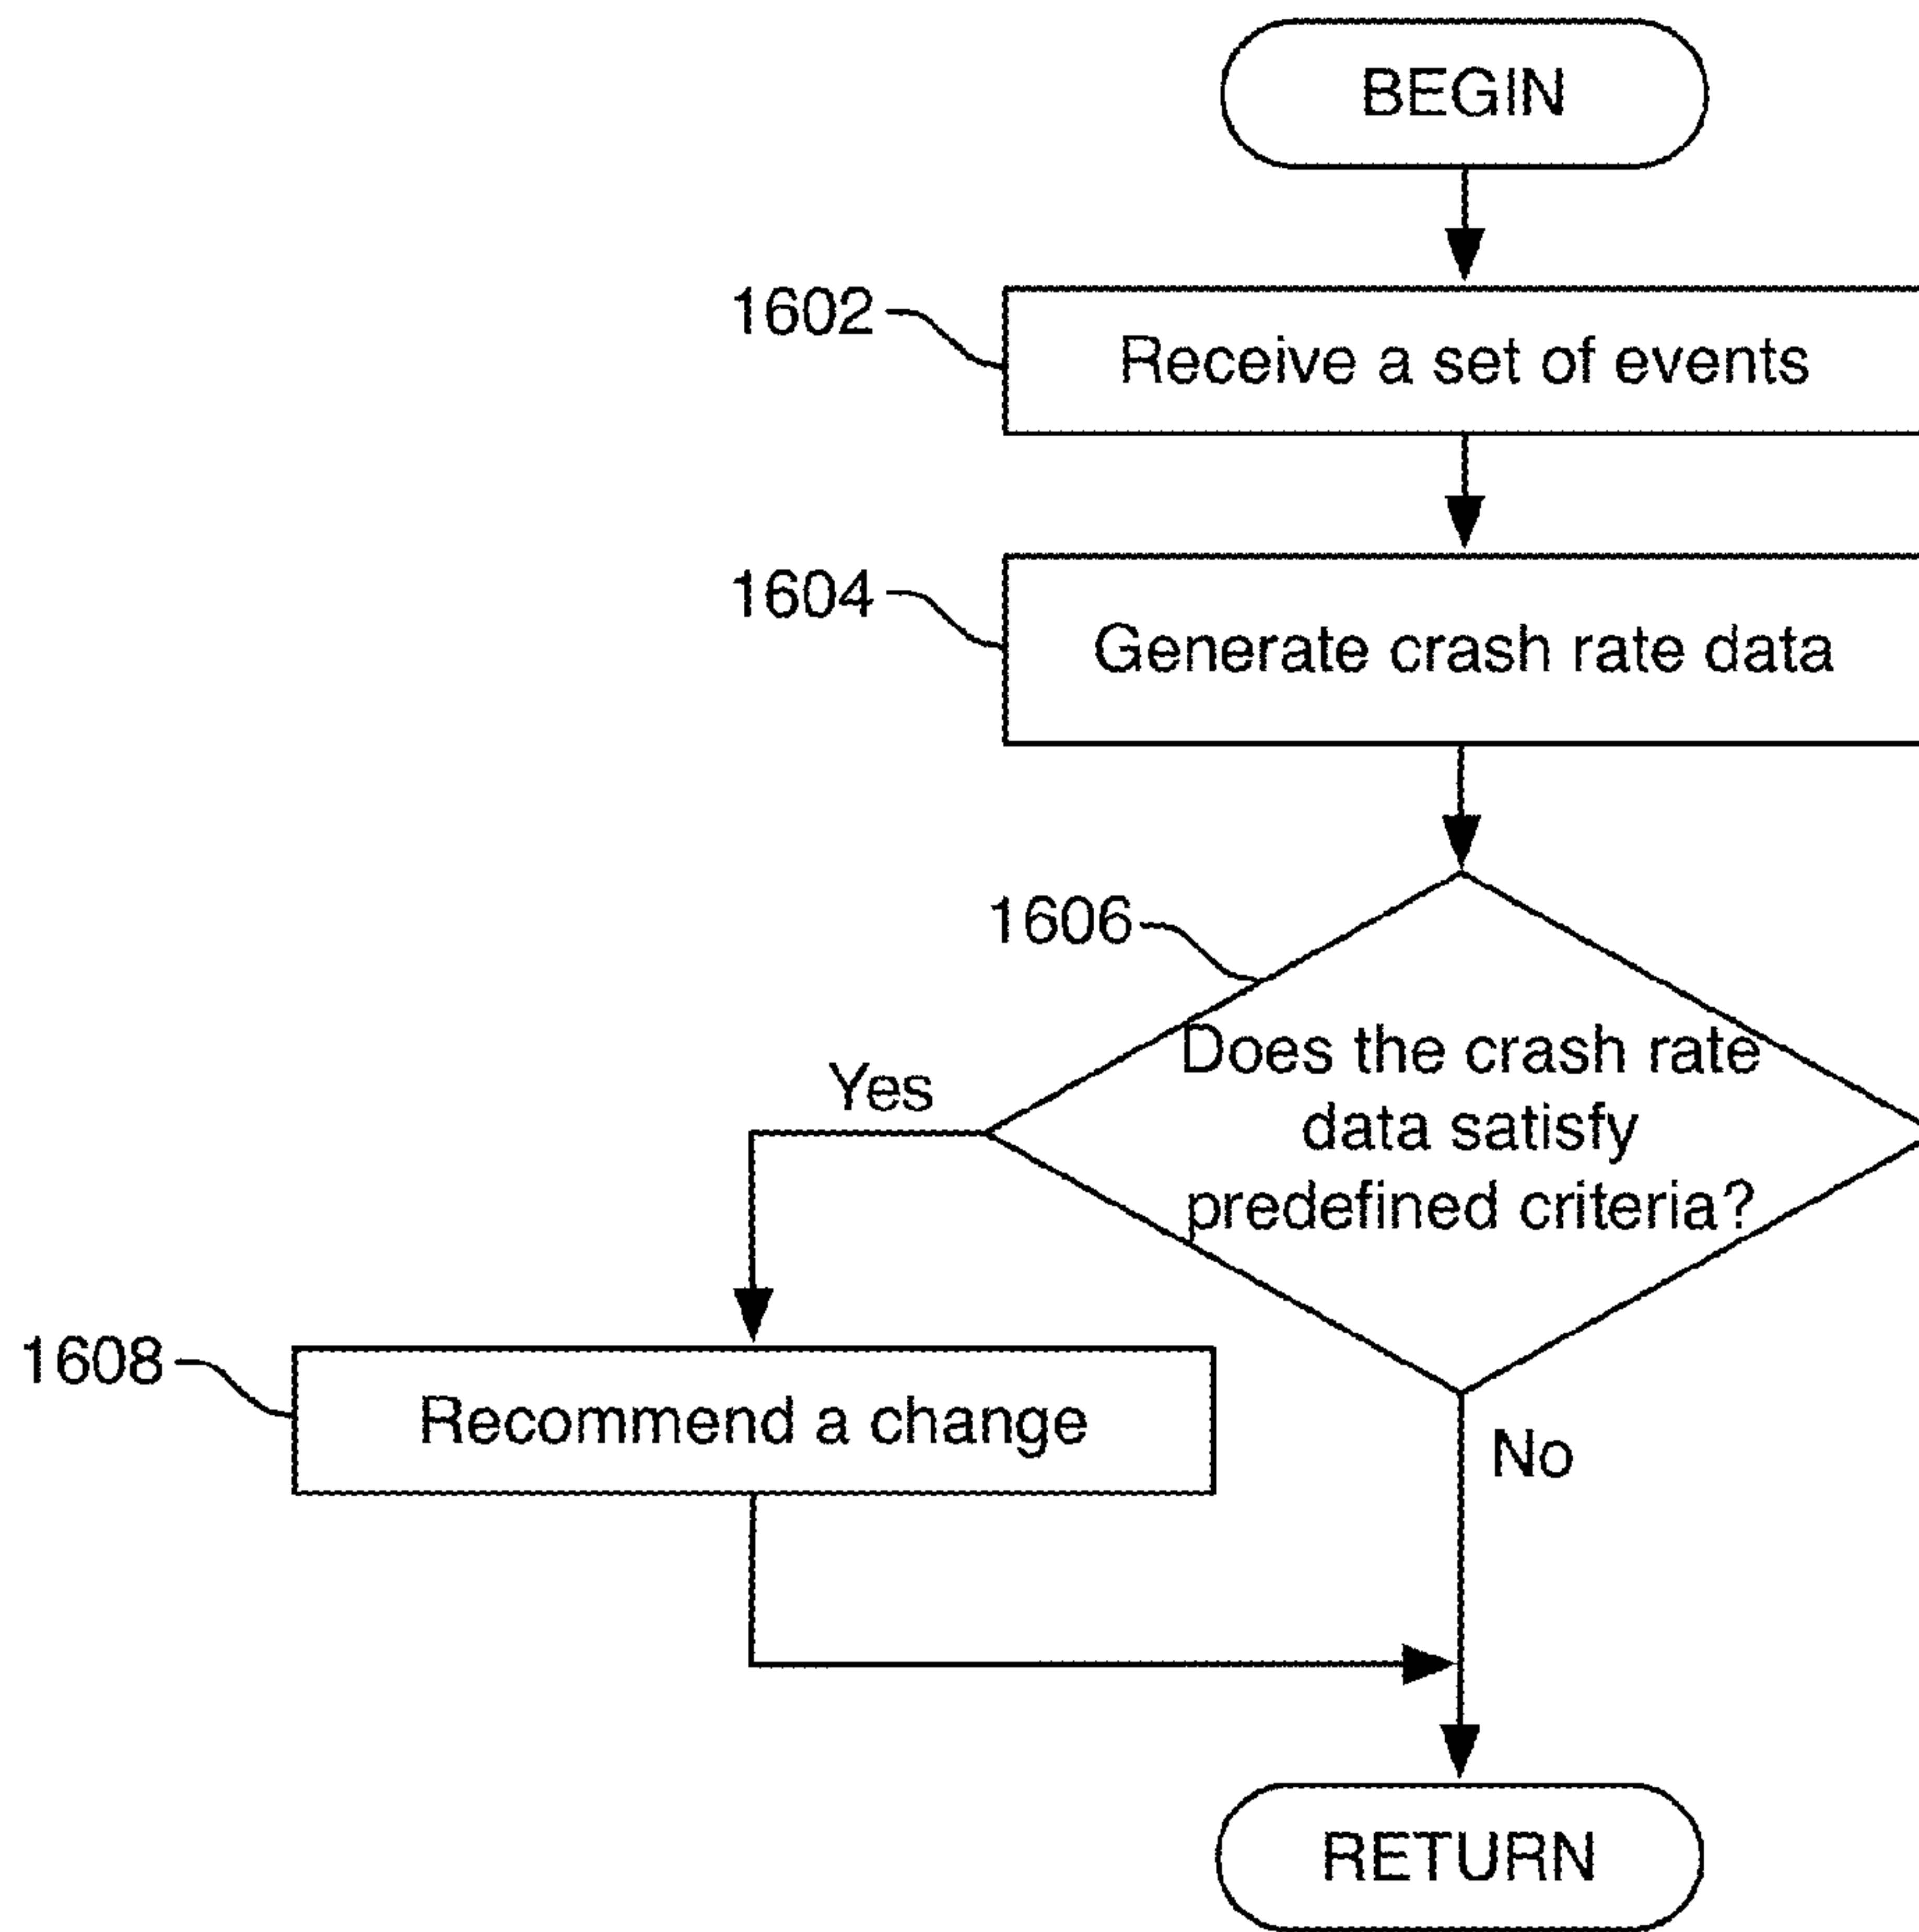 BEGIN
1602
Receive a set of events
1604
Generate crash rate data
1606
Does the crash rate
data satisfy
predefined criteria?
Yes
1608
Recommend a change
No
RETURN